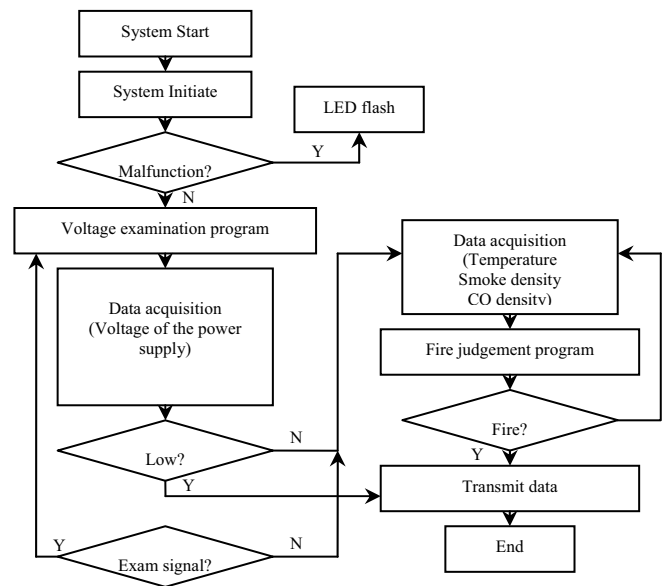 System Start
System Initiate
LED flash
Malfunction?
Y
N
Voltage examination program
Data acquisition
(Voltage of the power
supply)
Low?
N
Y
Exam signal?
Y
N
Data acquisition
(Temperature
Smoke density
CO density)
Fire judgement program
Fire?
Y
Transmit data
End